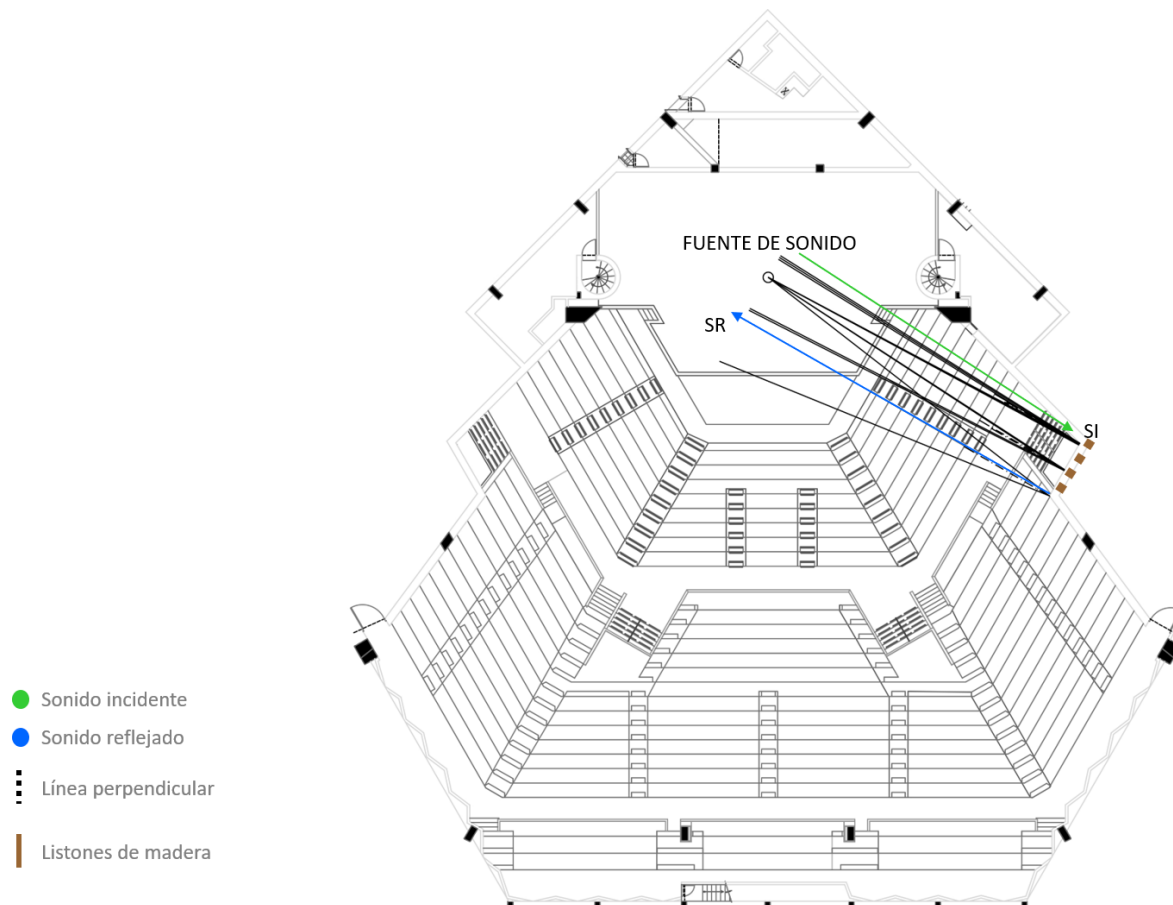 FUENTE DE SONIDO
SR
SI
Sonido incidente
Sonido reflejado
Línea perpendicular
Listones de madera